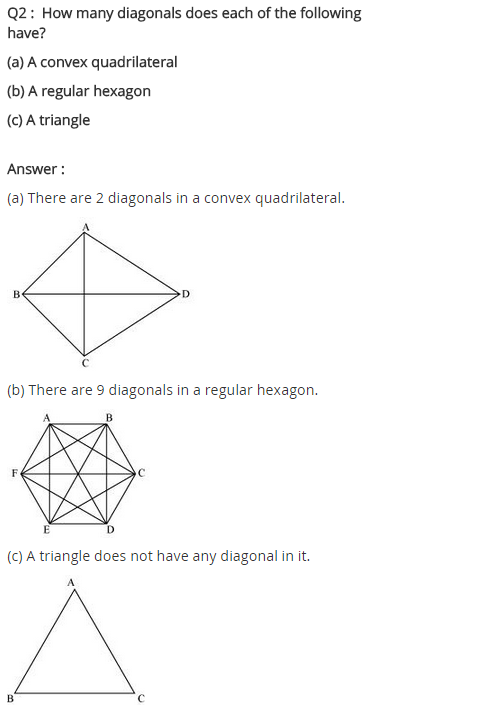 Q2 : How many diagonals does each of the following
have?
(a) A convex quadrilateral
(b) A regular hexagon
(c) A triangle
Answer :
(a) There are 2 diagonals in a convex quadrilateral.
A
B
D
C
(b) There are 9 diagonals in a regular hexagon.
A B
F C
E D
(c) A triangle does not have any diagonal in it.
A
B C